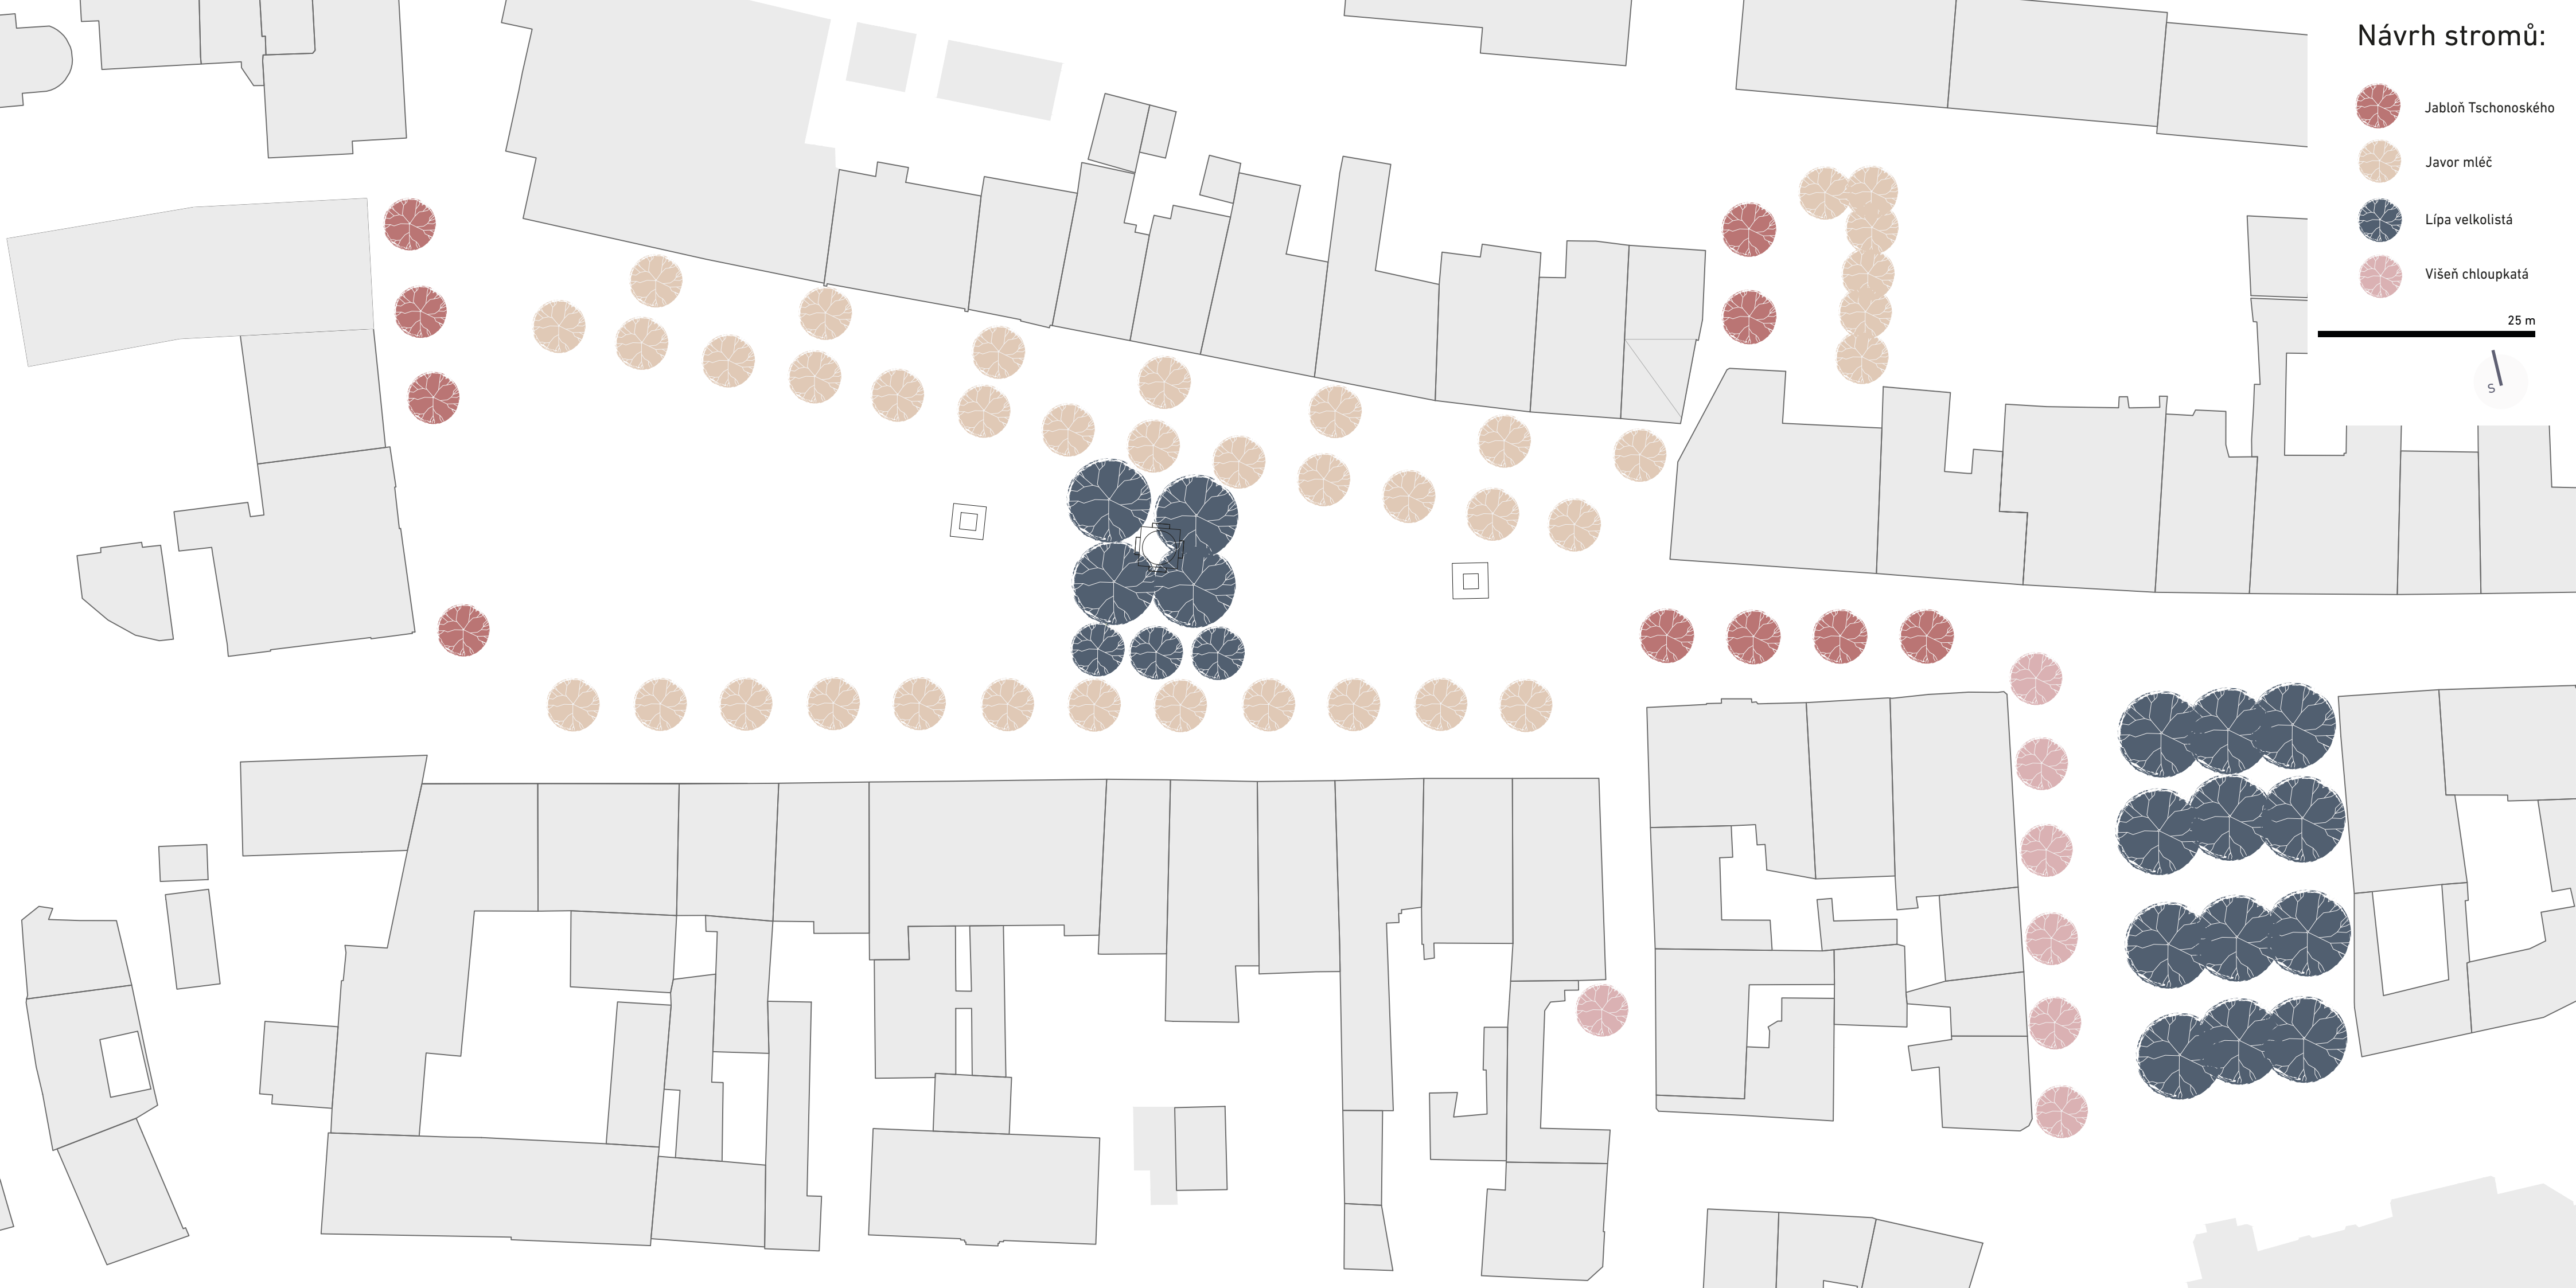 Návrh stromů:
Jabloň Tschonoského
Javor mléč
Lípa velkolistá
Višeň chloupkatá
25 m
S